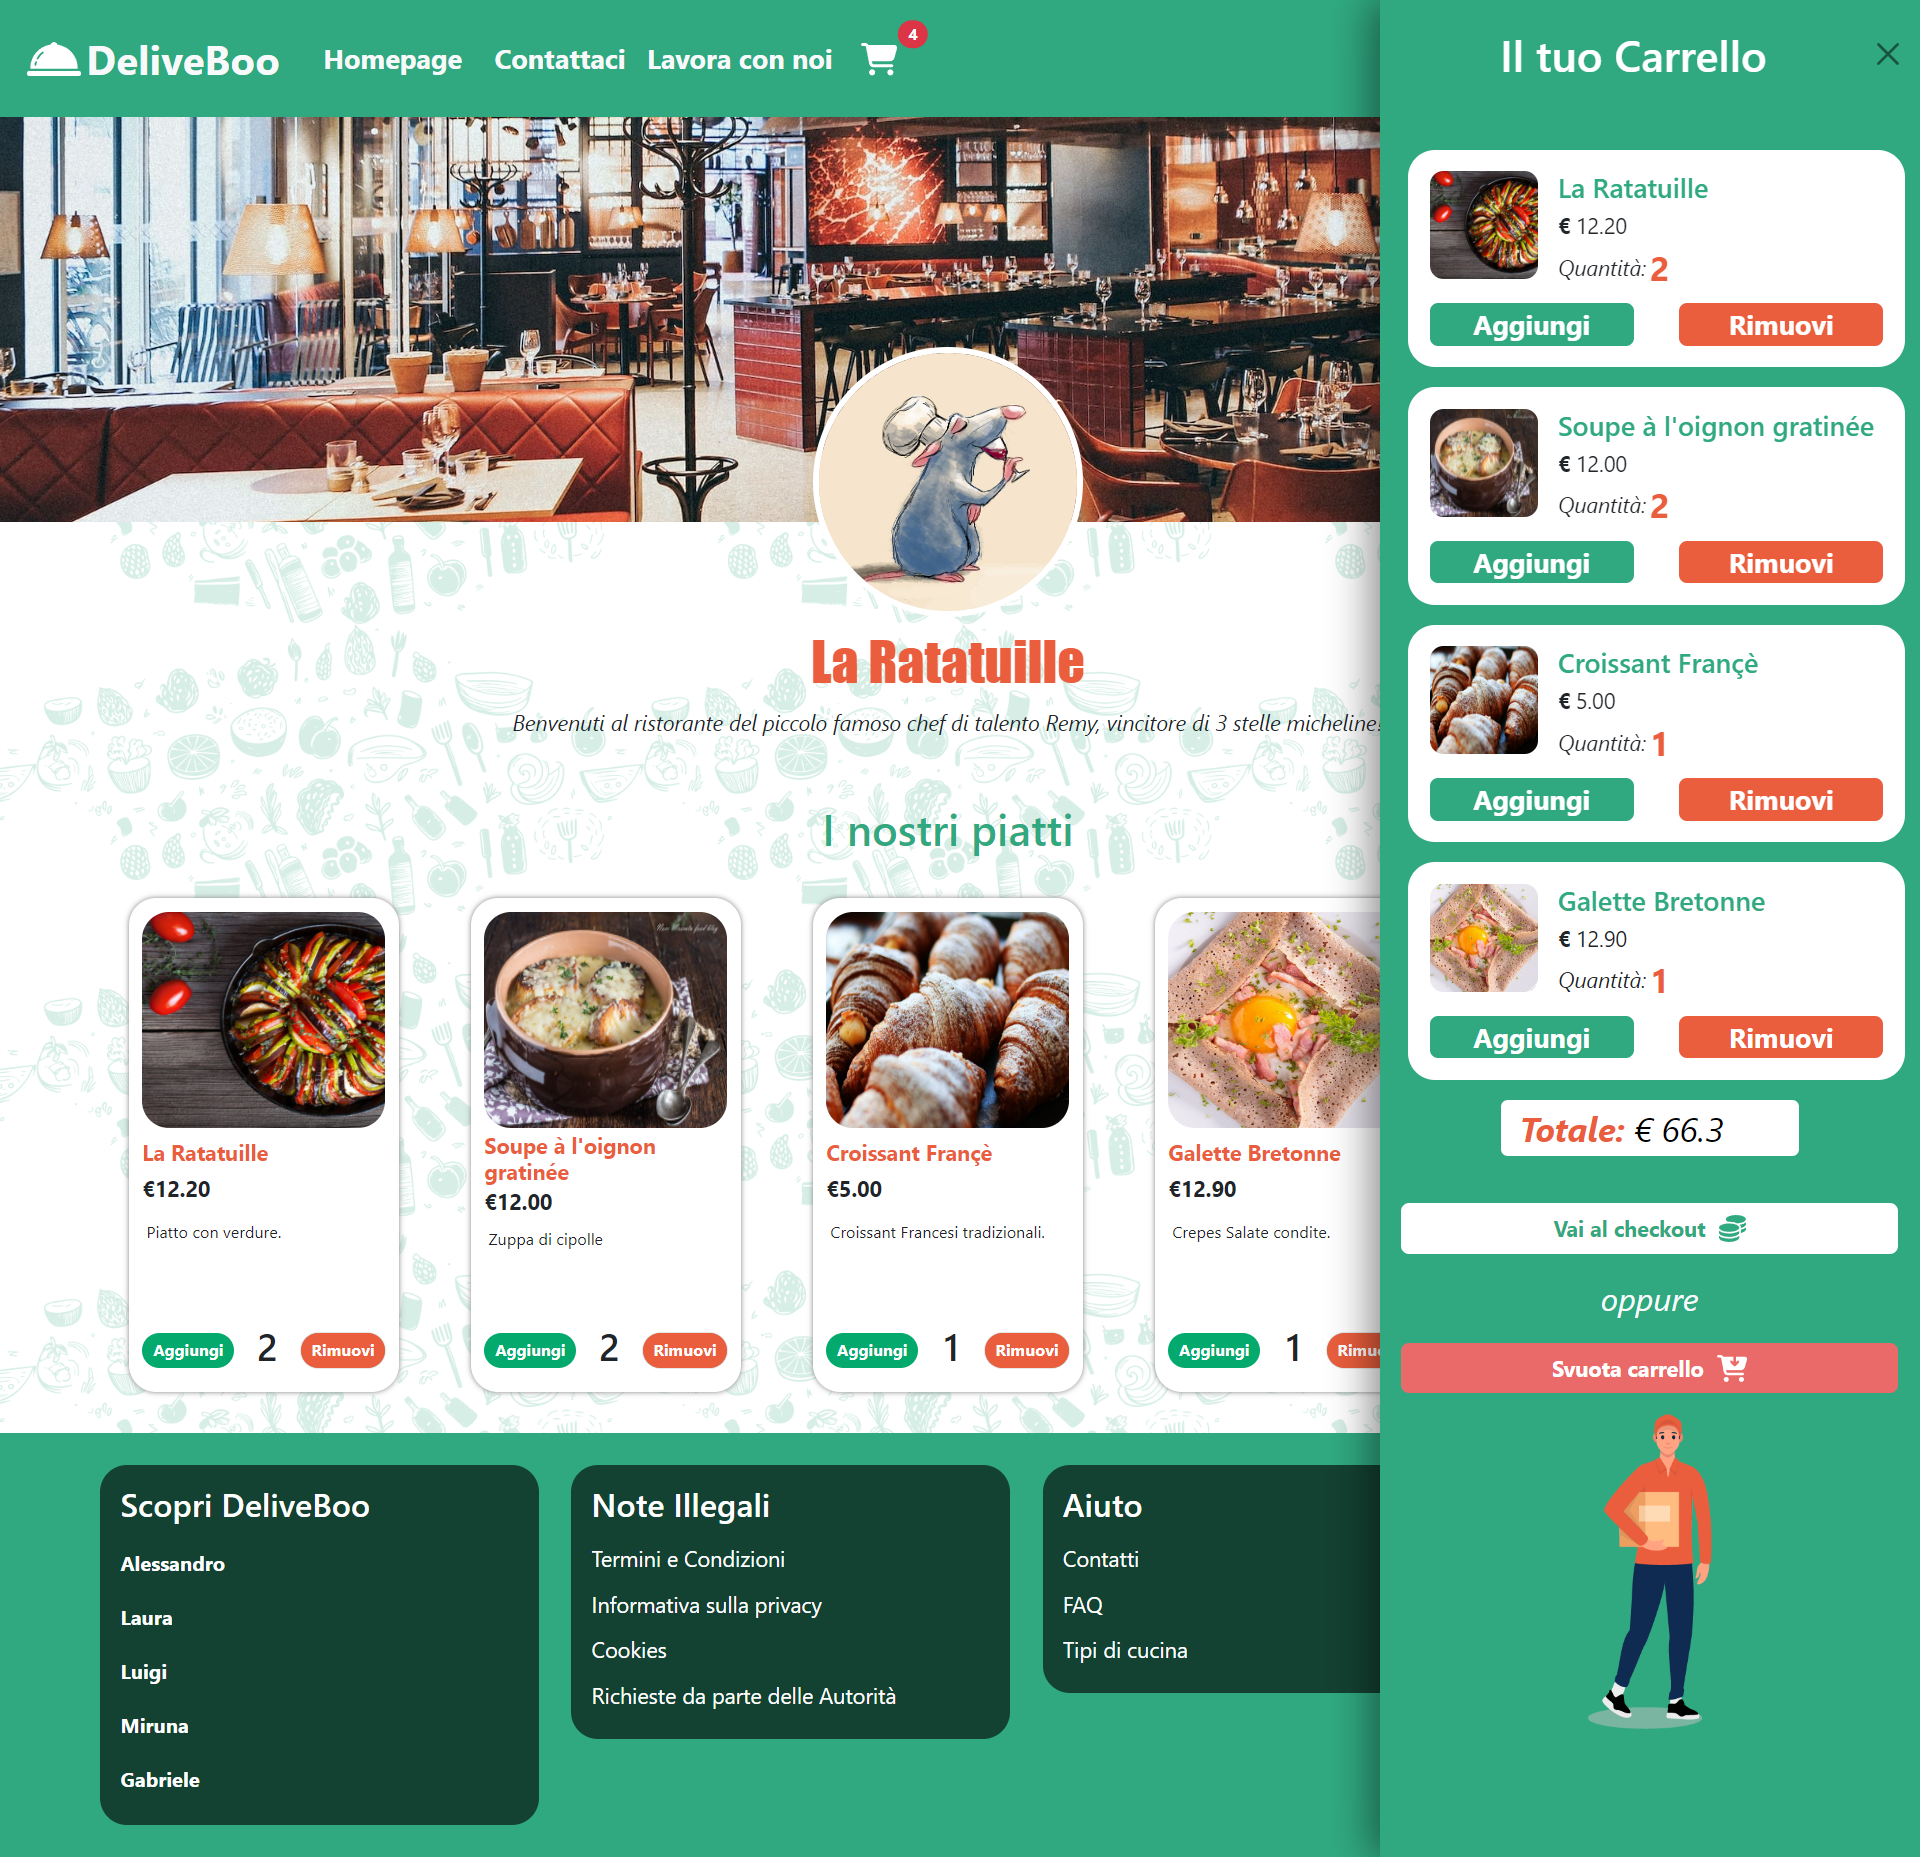 DeliveBoo
Homepage
Contattaci
Lavora con noi
4
La Ratatuille
Benvenuti al ristorante del piccolo famoso chef di talento Remy, vincitore di 3 stelle micheline!
I nostri piatti
La Ratatuille
€12.20
Piatto con verdure.
Aggiungi
2
Rimuovi
Soupe à l'oignon
gratinée
€12.00
Zuppa di cipolle
Aggiungi
2
Rimuovi
Croissant Françè
€5.00
Croissant Francesi tradizionali.
Aggiungi
1
Rimuovi
Galette Bretonne
€12.90
Crepes Salate condite.
Aggiungi
1
Rimu
Scopri DeliveBoo
Alessandro
Laura
Luigi
Miruna
Gabriele
Note Illegali
Termini e Condizioni
Informativa sulla privacy
Cookies
Richieste da parte delle Autorità
Aiuto
Contatti
FAQ
Tipi di cucina
Il tuo Carrello
La Ratatuille
€ 12.20
Quantità: 2
Aggiungi
Rimuovi
Soupe à l'oignon gratinée
€ 12.00
Quantità: 2
Aggiungi
Rimuovi
Croissant Françè
€ 5.00
Quantità: 1
Aggiungi
Rimuovi
Galette Bretonne
€ 12.90
Quantità: 1
Aggiungi
Rimuovi
Totale: € 66.3
Vai al checkout
oppure
Svuota carrello